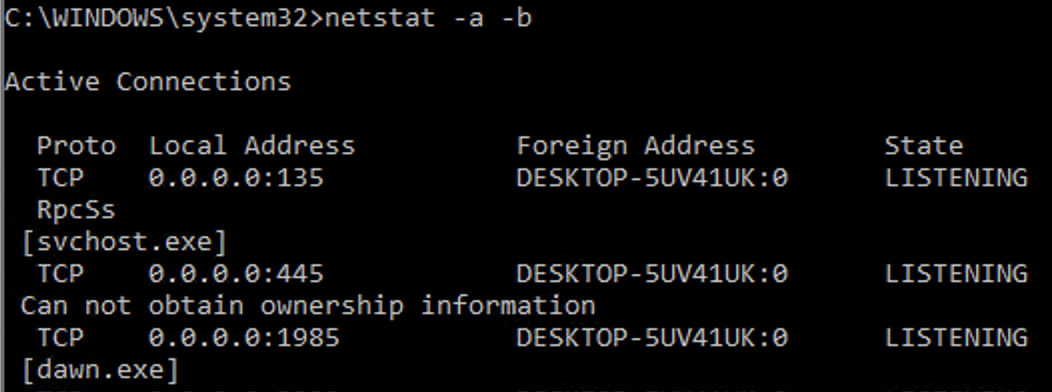 C:\WINDOWS\system32>netstat -a -b
Active Connections
Proto Local Address Foreign Address State
TCP 0.0.0.0:135 DESKTOP-5UV41UK:0 LISTENING
RpcSs
[svchost.exe]
TCP 0.0.0.0:445 DESKTOP-5UV41UK:0 LISTENING
Can not obtain ownership information
TCP 0.0.0.0:1985 DESKTOP-5UV41UK:0 LISTENING
[dawn.exe]